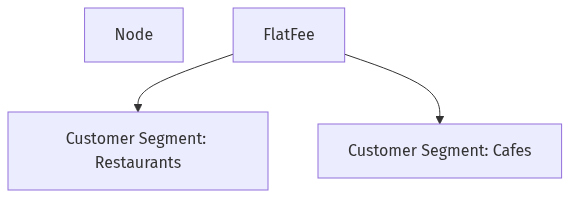 Node
FlatFee
Customer Segment:
Restaurants
Customer Segment: Cafes